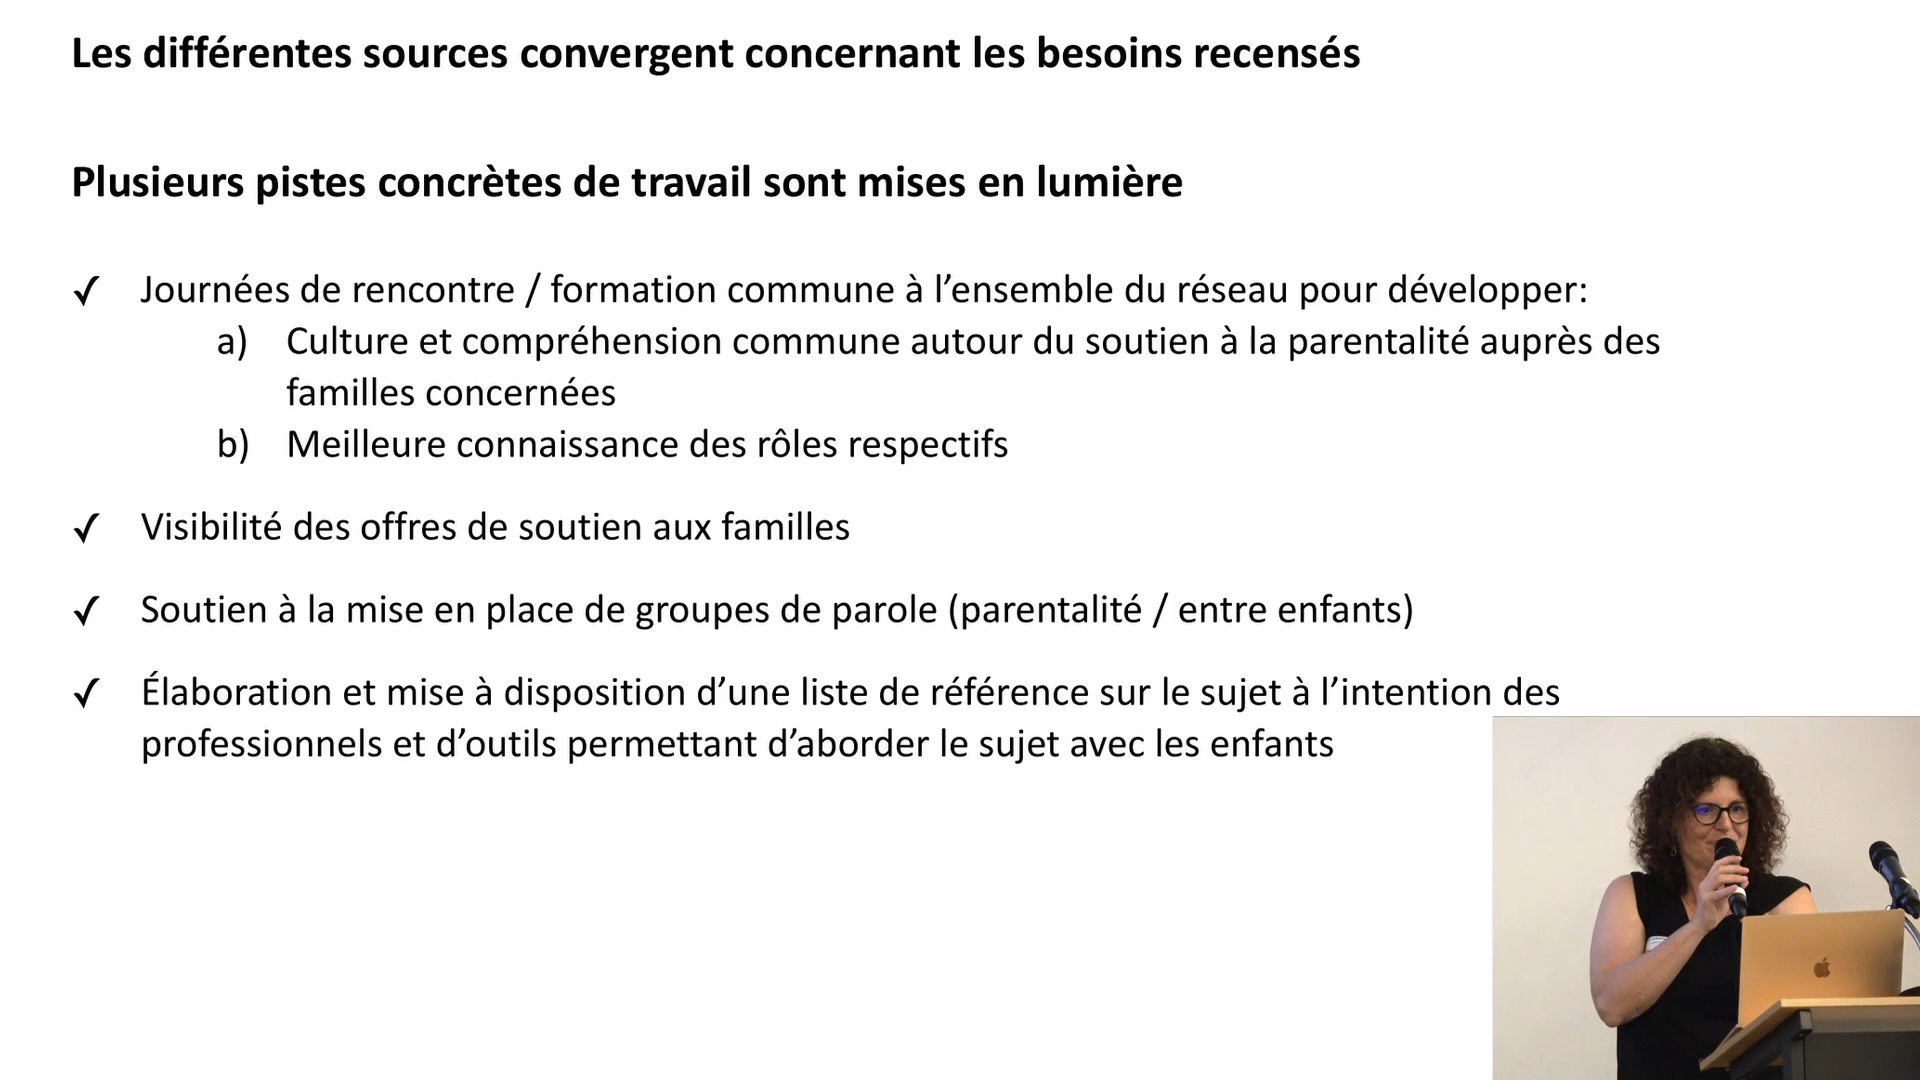 Les différentes sources convergent concernant les besoins recensés
Plusieurs pistes concrètes de travail sont mises en lumière
✓ Journées de rencontre / formation commune à l’ensemble du réseau pour développer:
a) Culture et compréhension commune autour du soutien à la parentalité auprès des
familles concernées
b) Meilleure connaissance des rôles respectifs
✓ Visibilité des offres de soutien aux familles
✓ Soutien à la mise en place de groupes de parole (parentalité / entre enfants)
✓ Élaboration et mise à disposition d’une liste de référence sur le sujet à l’intention des
professionnels et d’outils permettant d’aborder le sujet avec les enfants